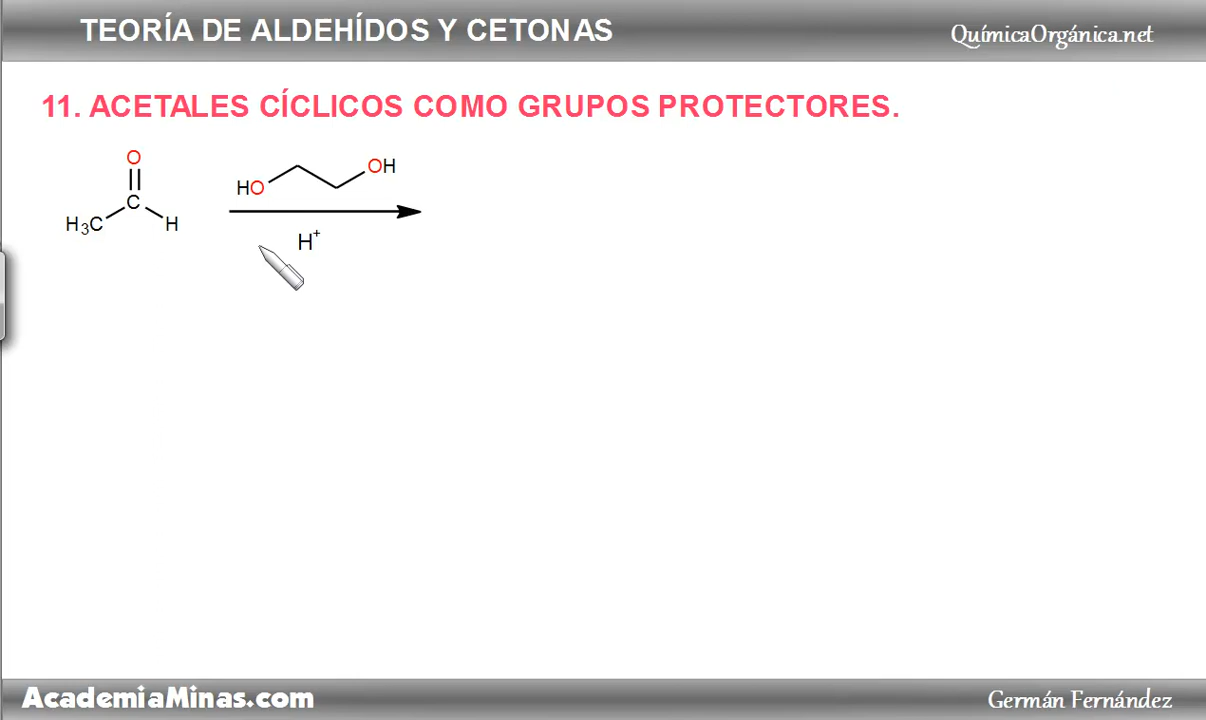 TEORÍA DE ALDEHÍDOS Y CETONAS
QuímicaOrgánica.net
11. ACETALES CÍCLICOS COMO GRUPOS PROTECTORES.
O
C
H₃C
H
HO
OH
H⁺
AcademiaMinas.com
Germán Fernández